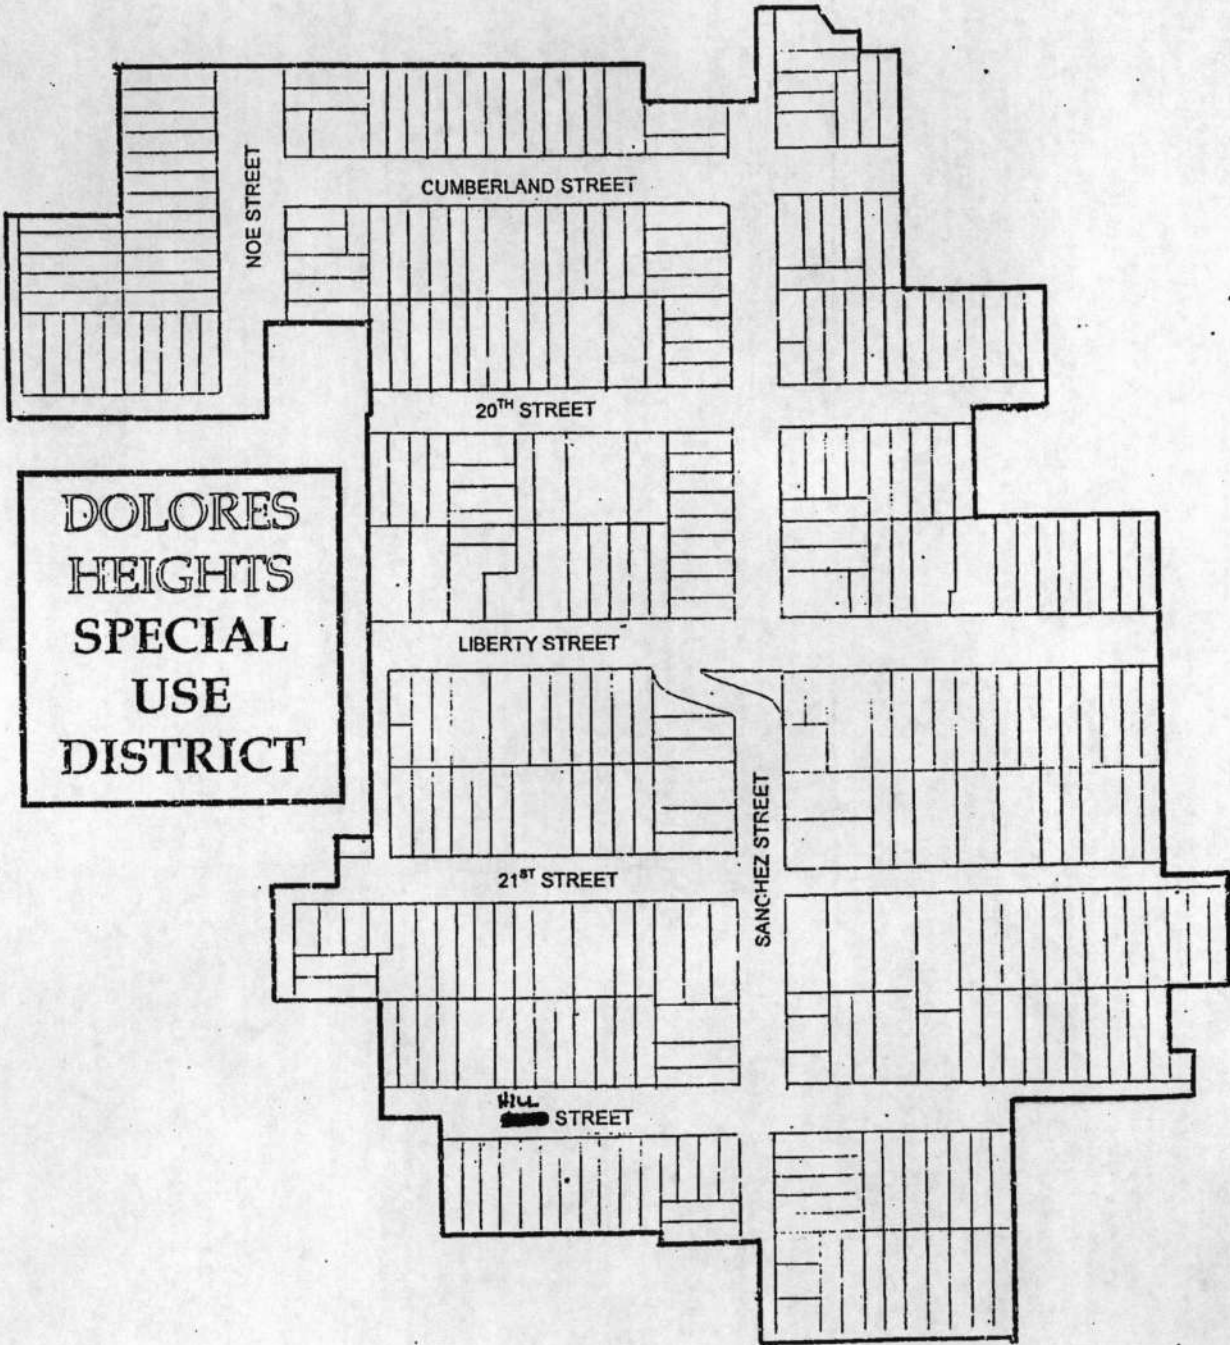 NOE STREET
CUMBERLAND STREET
20TH STREET
DOLORES
HEIGHTS
SPECIAL
USE
DISTRICT
LIBERTY STREET
SANCHEZ STREET
21ST STREET
HILL
STREET